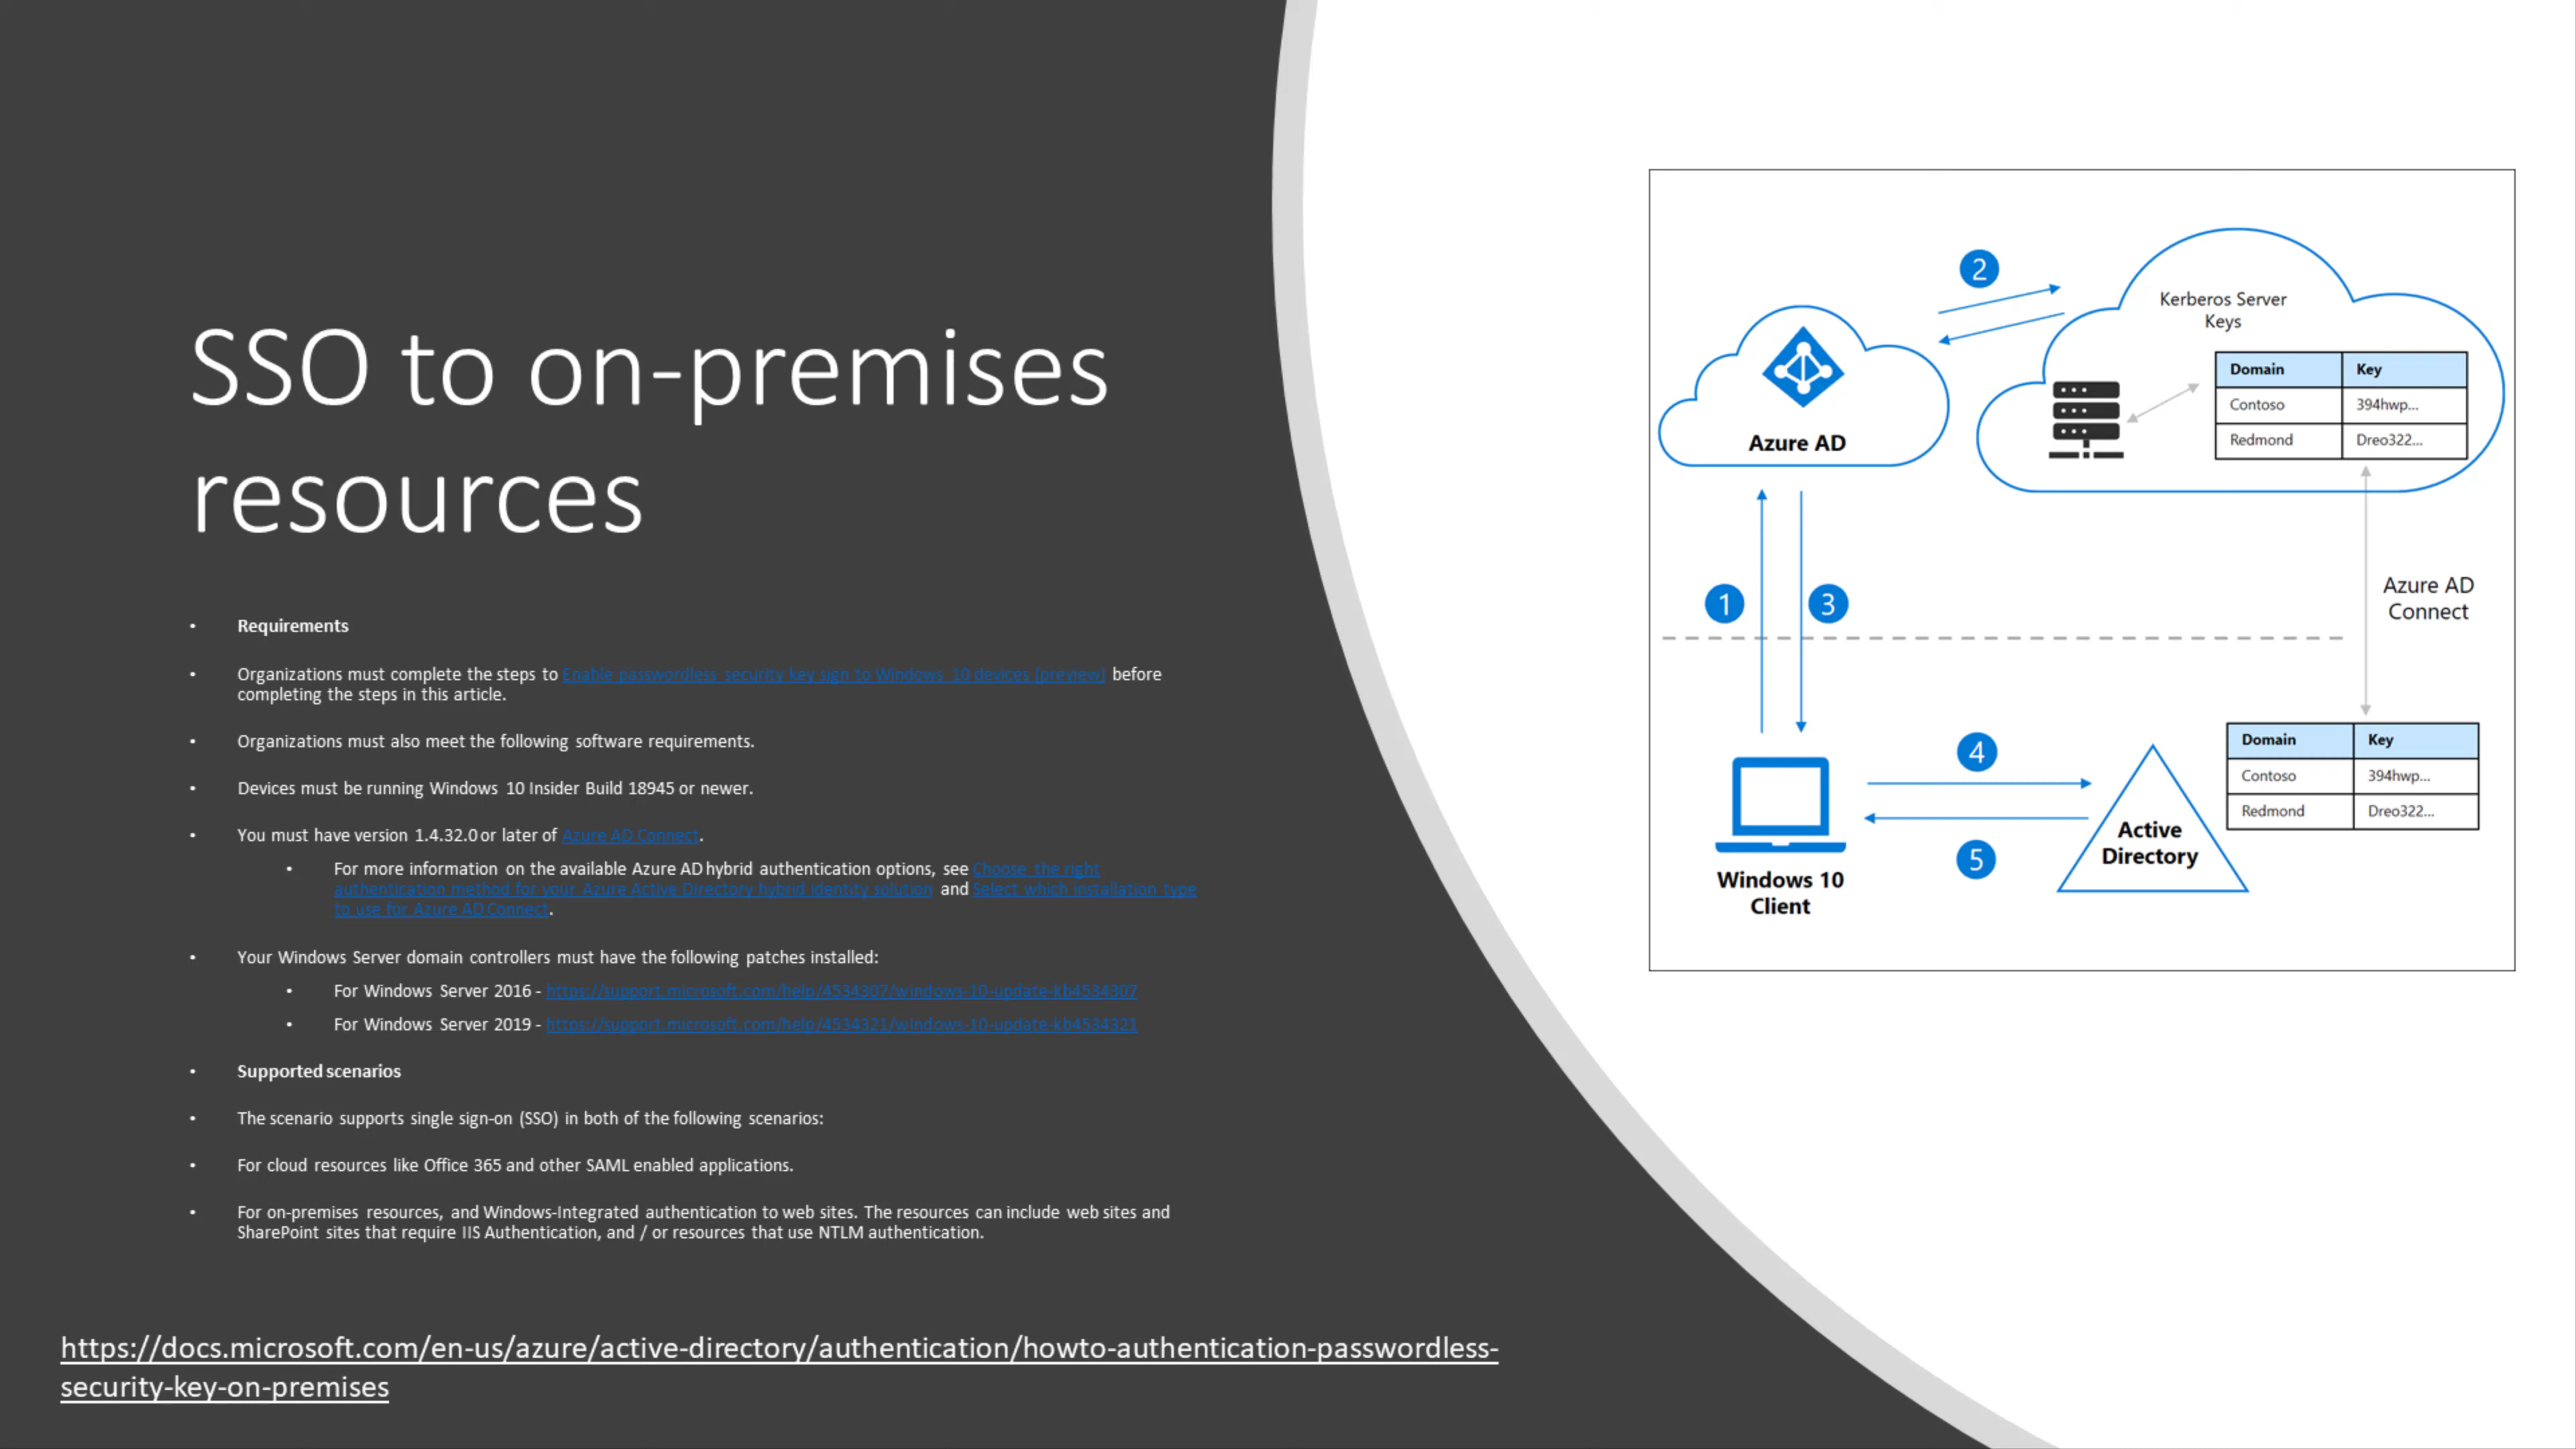 SSO to on-premises
resources
• Requirements
• Organizations must complete the steps to Enable passwordless security key sign to Windows 10 devices (preview) before
completing the steps in this article.
• Organizations must also meet the following software requirements.
• Devices must be running Windows 10 Insider Build 18945 or newer.
• You must have version 1.4.32.0 or later of Azure AD Connect.
• For more information on the available Azure AD hybrid authentication options, see Choose the right
authentication method for your Azure Active Directory hybrid identity solution and Select which installation type
to use for Azure AD Connect.
• Your Windows Server domain controllers must have the following patches installed:
• For Windows Server 2016 - https://support.microsoft.com/help/4534307/windows-10-update-kb4534307
• For Windows Server 2019 - https://support.microsoft.com/help/4534321/windows-10-update-kb4534321
• Supported scenarios
• The scenario supports single sign-on (SSO) in both of the following scenarios:
• For cloud resources like Office 365 and other SAML enabled applications.
• For on-premises resources, and Windows-Integrated authentication to web sites. The resources can include web sites and
SharePoint sites that require IIS Authentication, and / or resources that use NTLM authentication.
https://docs.microsoft.com/en-us/azure/active-directory/authentication/howto-authentication-passwordless-
security-key-on-premises
2
Kerberos Server
Keys
Domain Key
Contoso 394hwp...
Redmond Dreo322...
Azure AD
1
3
Azure AD
Connect
4
Domain Key
Contoso 394hwp...
Redmond Dreo322...
Active
Directory
5
Windows 10
Client